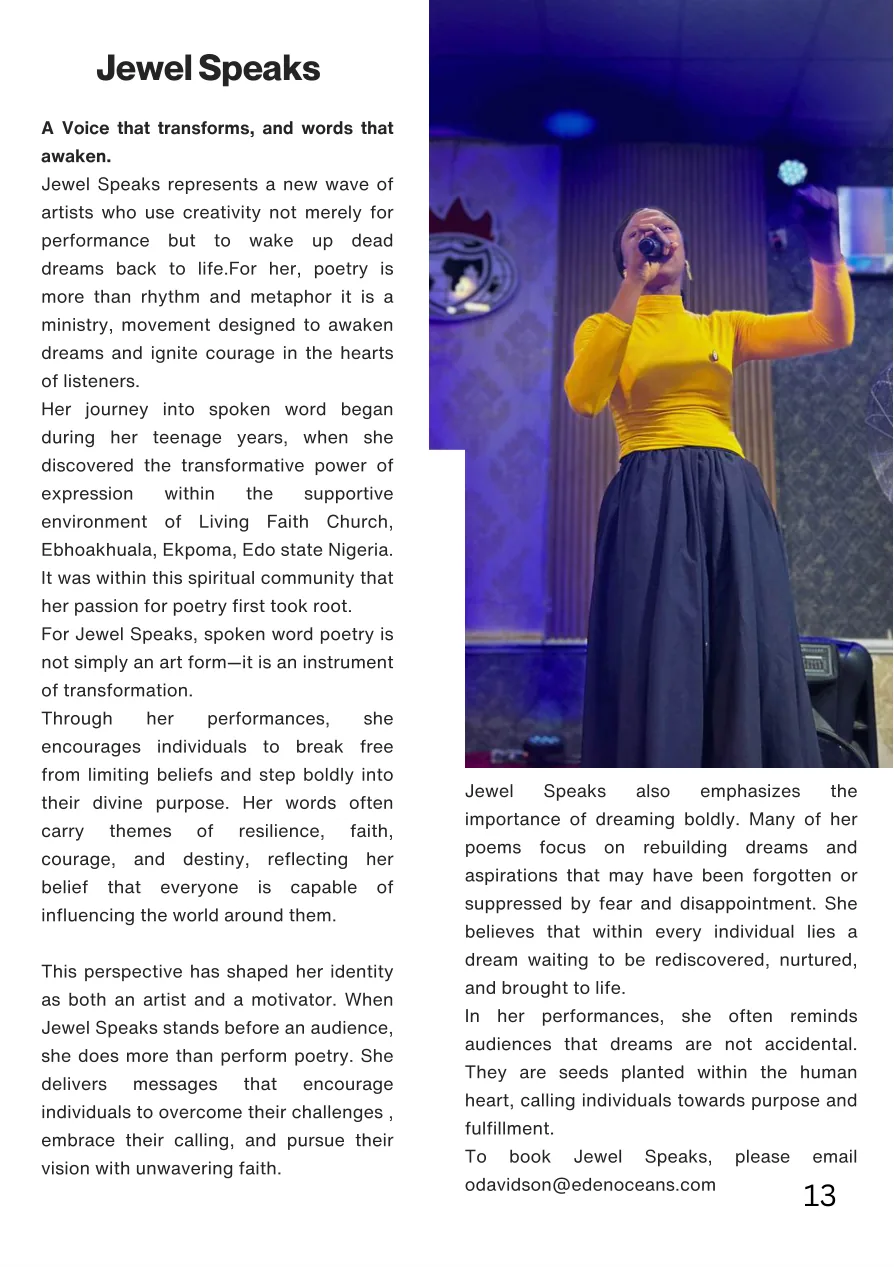 Jewel Speaks
A Voice that transforms, and words that
awaken.
Jewel Speaks represents a new wave of
artists who use creativity not merely for
performance but to wake up dead
dreams back to life.For her, poetry is
more than rhythm and metaphor it is a
ministry, movement designed to awaken
dreams and ignite courage in the hearts
of listeners.
Her journey into spoken word began
during her teenage years, when she
discovered the transformative power of
expression within the supportive
environment of Living Faith Church,
Ebhoakhuala, Ekpoma, Edo state Nigeria.
It was within this spiritual community that
her passion for poetry first took root.
For Jewel Speaks, spoken word poetry is
not simply an art form—it is an instrument
of transformation.
Through her performances, she
encourages individuals to break free
from limiting beliefs and step boldly into
their divine purpose. Her words often
carry themes of resilience, faith,
courage, and destiny, reflecting her
belief that everyone is capable of
influencing the world around them.
This perspective has shaped her identity
as both an artist and a motivator. When
Jewel Speaks stands before an audience,
she does more than perform poetry. She
delivers messages that encourage
individuals to overcome their challenges ,
embrace their calling, and pursue their
vision with unwavering faith.
Jewel Speaks also emphasizes the
importance of dreaming boldly. Many of her
poems focus on rebuilding dreams and
aspirations that may have been forgotten or
suppressed by fear and disappointment. She
believes that within every individual lies a
dream waiting to be rediscovered, nurtured,
and brought to life.
In her performances, she often reminds
audiences that dreams are not accidental.
They are seeds planted within the human
heart, calling individuals towards purpose and
fulfillment.
To book Jewel Speaks, please email
odavidson@edenoceans.com
13